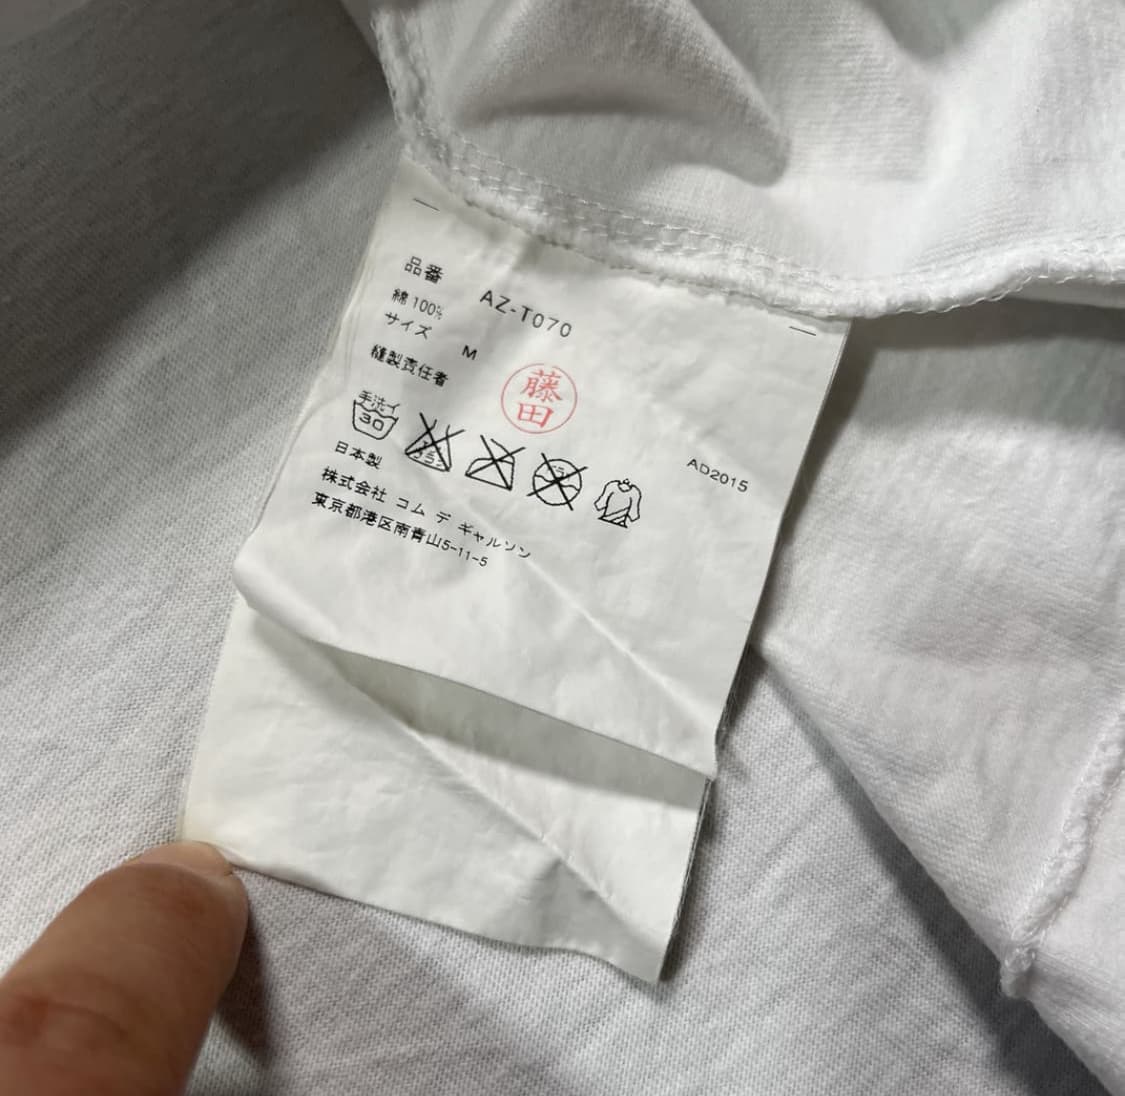 品番 AZ-T070
綿 100%
サイズ M
縫製責任者 藤田
手洗イ
30
日本製
AD2015
株式会社 コム デ ギャルソン
東京都港区南青山5-11-5